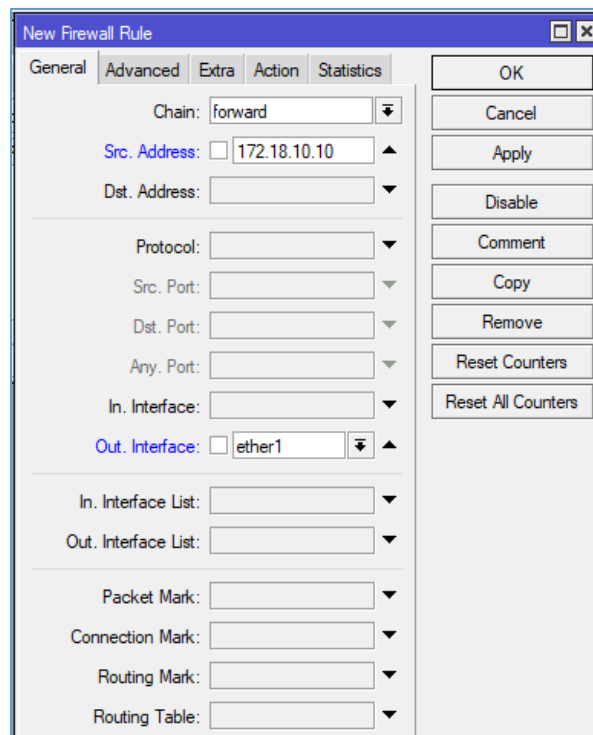 New Firewall Rule
General Advanced Extra Action Statistics
Chain: forward
Src. Address: 172.18.10.10
Dst. Address:
Protocol:
Src. Port:
Dst. Port:
Any. Port:
In. Interface:
Out. Interface: ether1
In. Interface List:
Out. Interface List:
Packet Mark:
Connection Mark:
Routing Mark:
Routing Table:
OK
Cancel
Apply
Disable
Comment
Copy
Remove
Reset Counters
Reset All Counters